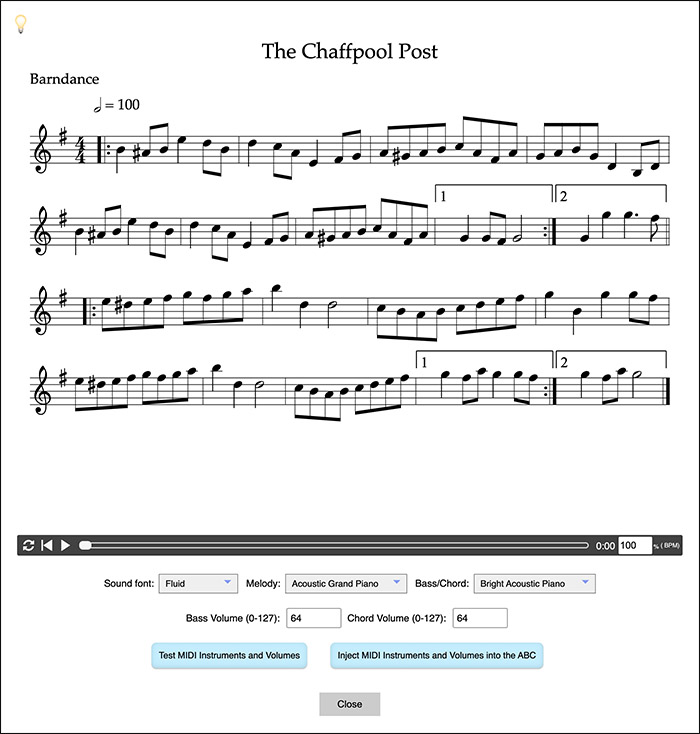 The Chaffpool Post
Barndance
= 100
4
4
1
2
1
2
0:00 100 % ( BPM)
Sound font: Fluid Melody: Acoustic Grand Piano Bass/Chord: Bright Acoustic Piano
Bass Volume (0-127): 64 Chord Volume (0-127): 64
Test MIDI Instruments and Volumes Inject MIDI Instruments and Volumes into the ABC
Close